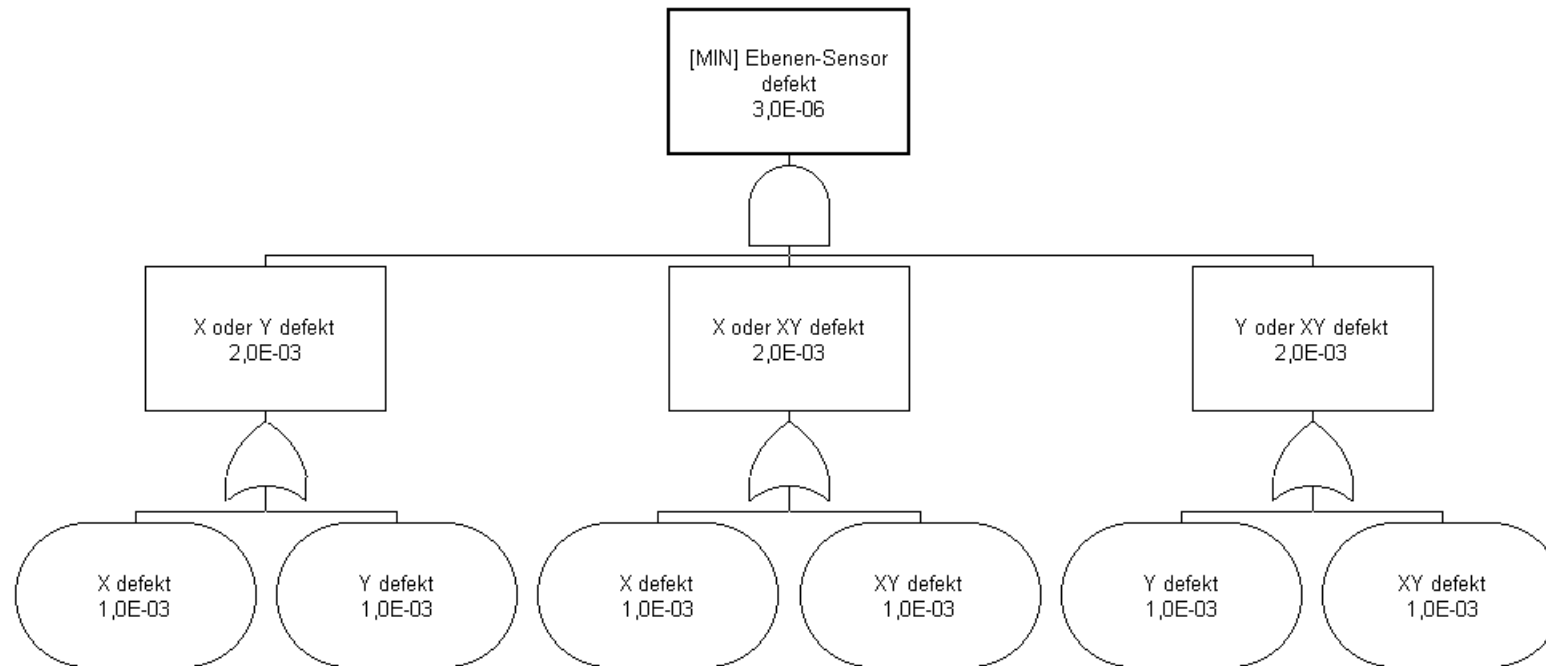 [MIN] Ebenen-Sensor
defekt
3,0E-06
X oder Y defekt
2,0E-03
X oder XY defekt
2,0E-03
Y oder XY defekt
2,0E-03
X defekt
1,0E-03
Y defekt
1,0E-03
X defekt
1,0E-03
XY defekt
1,0E-03
Y defekt
1,0E-03
XY defekt
1,0E-03